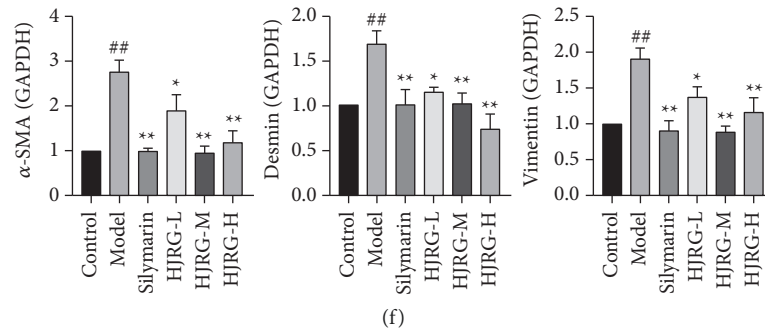 α-SMA (GAPDH)
4
3
2
1
0
##
**
*
**
**
Control
Model
Silymarin
HJRG-L
HJRG-M
HJRG-H
Desmin (GAPDH)
2.0
1.5
1.0
0.5
0.0
##
**
*
**
**
Control
Model
Silymarin
HJRG-L
HJRG-M
HJRG-H
Vimentin (GAPDH)
2.5
2.0
1.5
1.0
0.5
0.0
##
**
*
**
**
Control
Model
Silymarin
HJRG-L
HJRG-M
HJRG-H
(f)